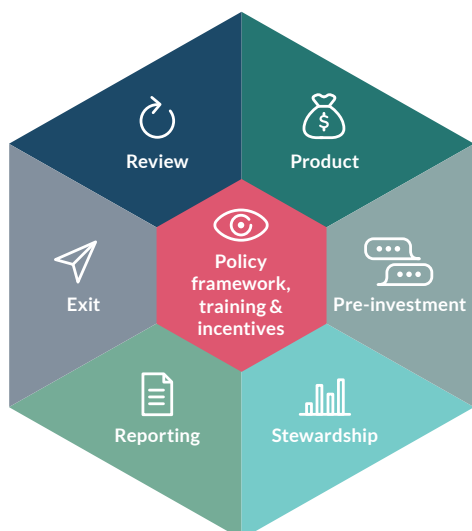 Review
Product
$
Policy
framework,
training &
incentives
Exit
Pre-investment
Reporting
Stewardship